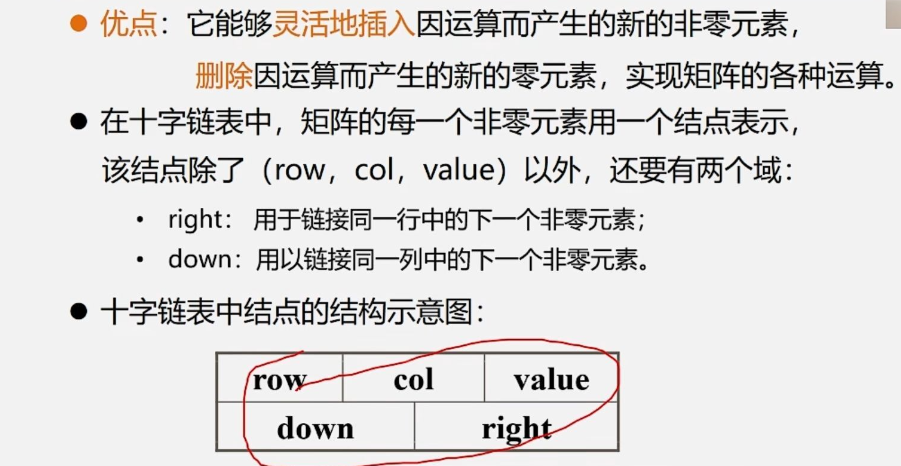 ● 优点：它能够灵活地插入因运算而产生的新的非零元素，
删除因运算而产生的新的零元素，实现矩阵的各种运算。
● 在十字链表中，矩阵的每一个非零元素用一个结点表示，
该结点除了（row，col，value）以外，还要有两个域：
• right： 用于链接同一行中的下一个非零元素；
• down：用以链接同一列中的下一个非零元素。
● 十字链表中结点的结构示意图：
row col value
down right